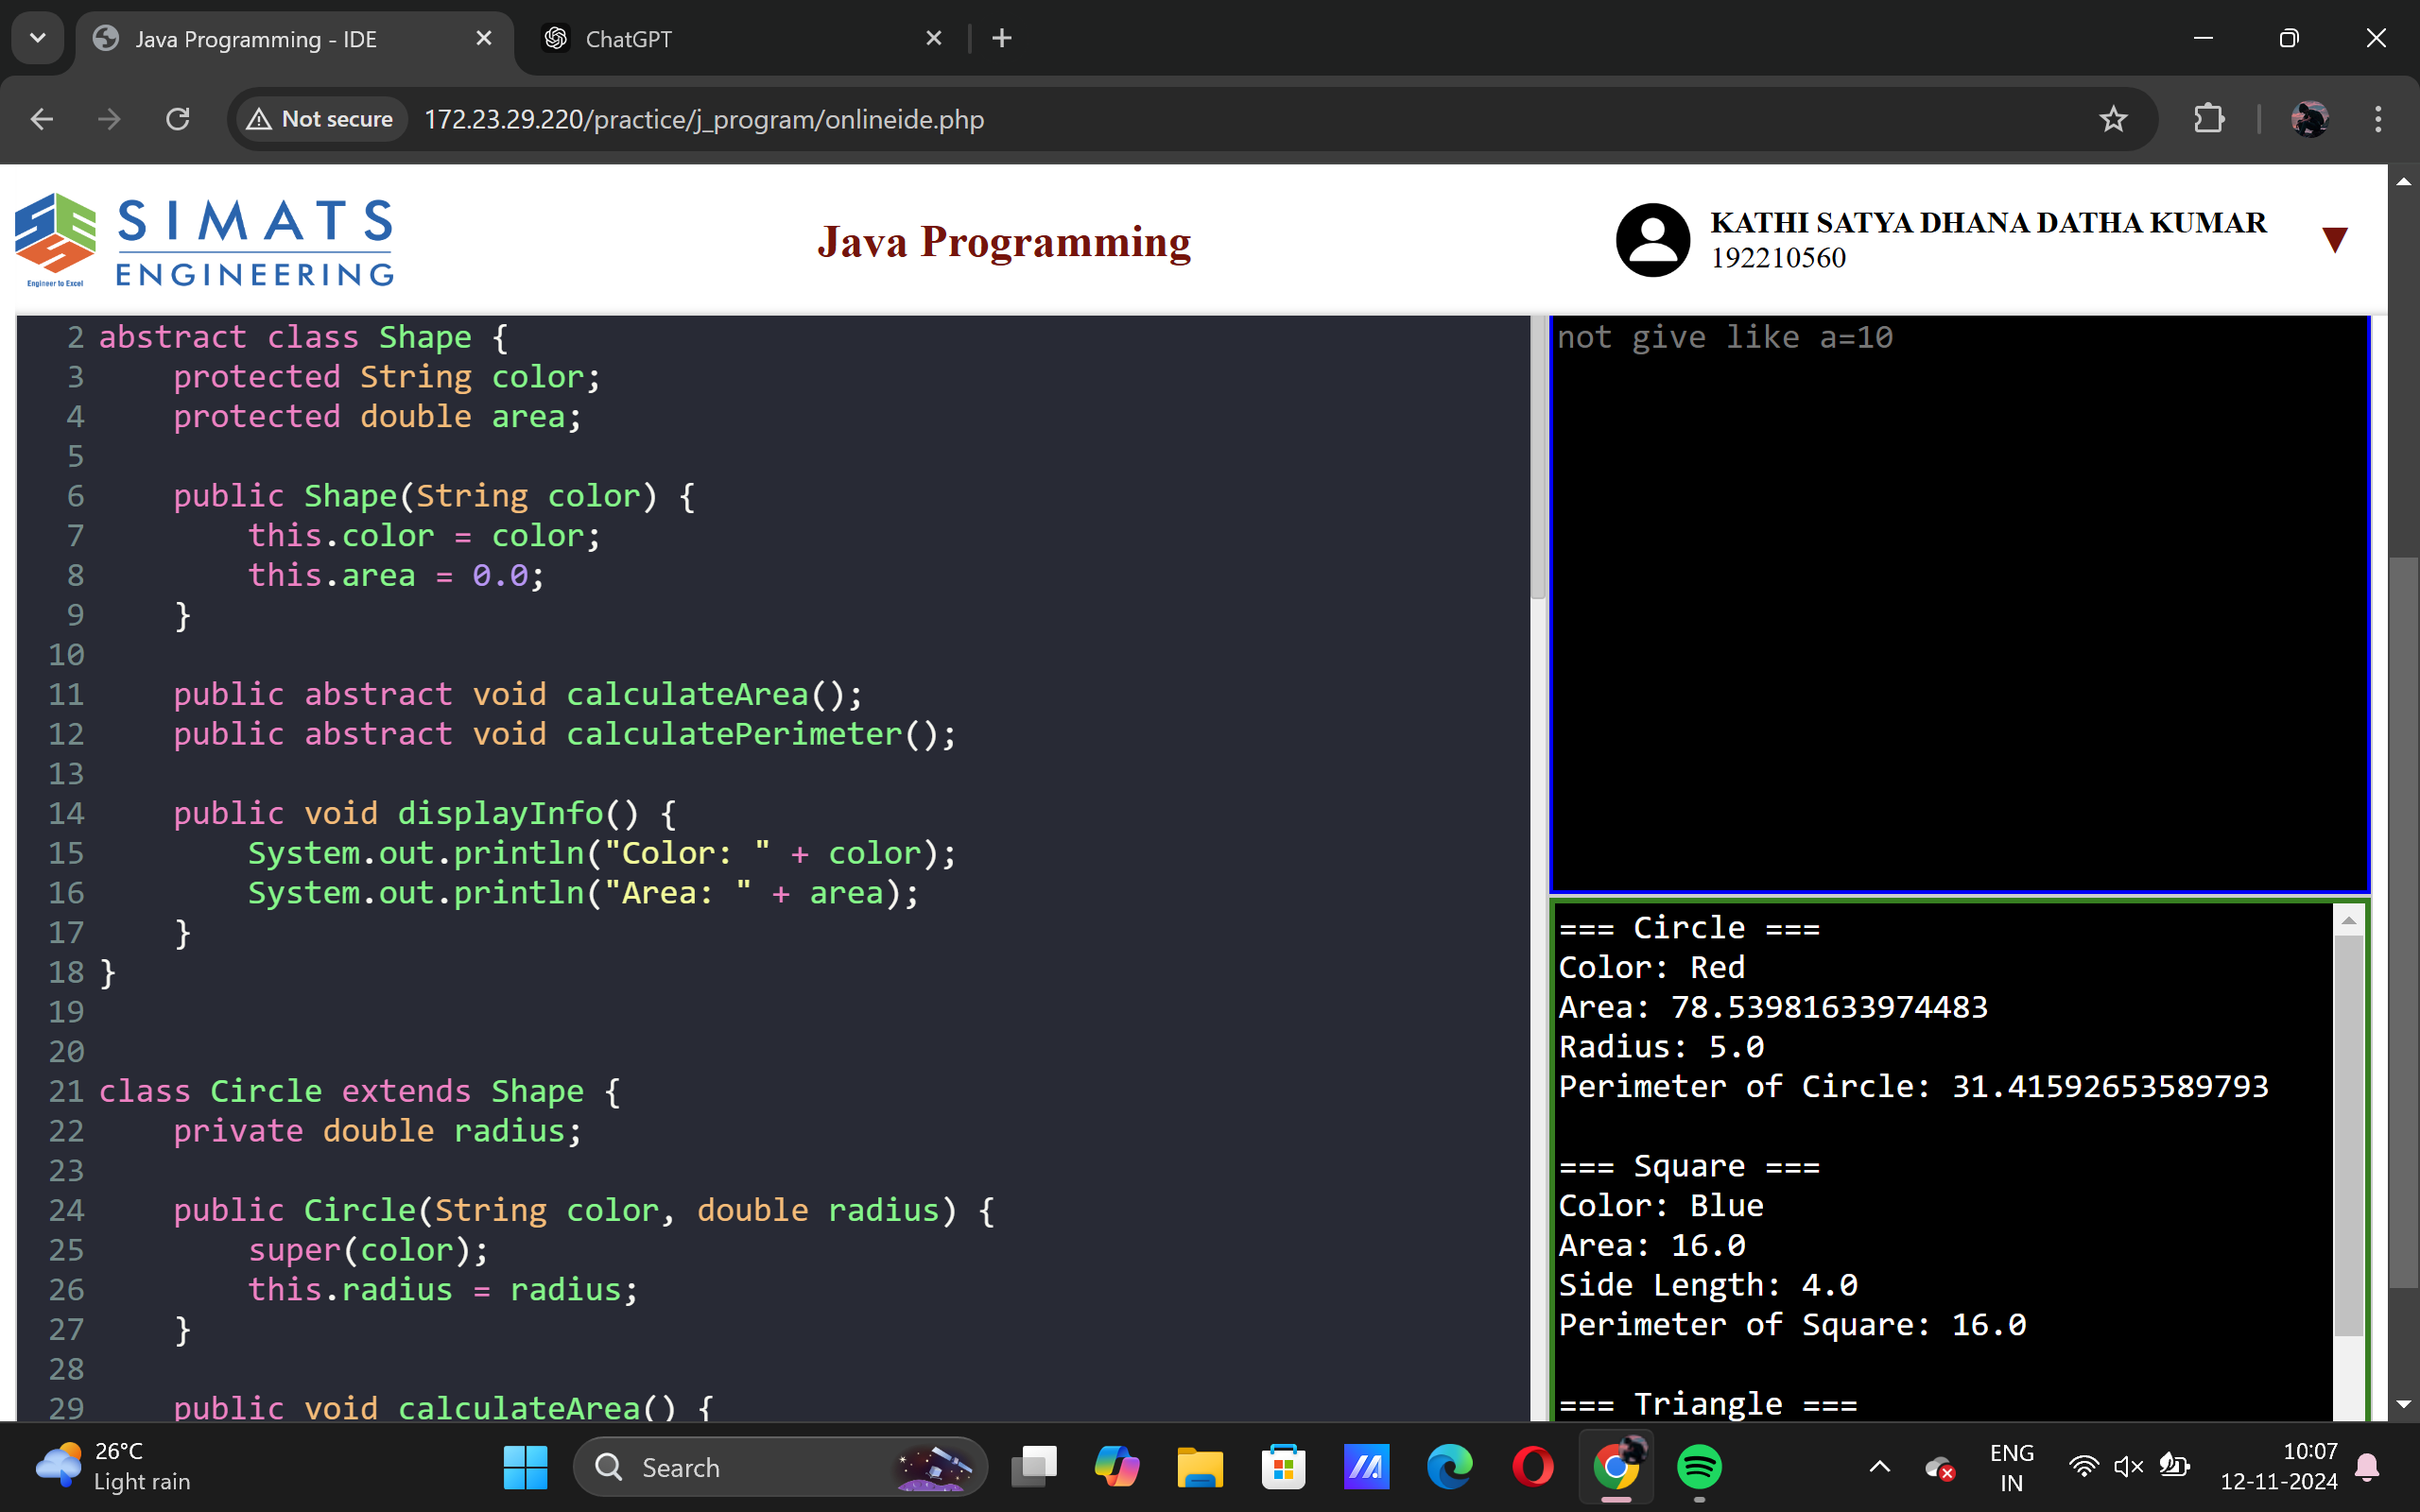 Java Programming - IDE
ChatGPT
Not secure
172.23.29.220/practice/j_program/onlineide.php
SIMATS
ENGINEERING
Engineer to Excel
Java Programming
KATHI SATYA DHANA DATHA KUMAR
192210560
2 abstract class Shape {
3     protected String color;
4     protected double area;
5
6     public Shape(String color) {
7         this.color = color;
8         this.area = 0.0;
9     }
10
11     public abstract void calculateArea();
12     public abstract void calculatePerimeter();
13
14     public void displayInfo() {
15         System.out.println("Color: " + color);
16         System.out.println("Area: " + area);
17     }
18 }
19
20
21 class Circle extends Shape {
22     private double radius;
23
24     public Circle(String color, double radius) {
25         super(color);
26         this.radius = radius;
27     }
28
29     public void calculateArea() {
not give like a=10
=== Circle ===
Color: Red
Area: 78.53981633974483
Radius: 5.0
Perimeter of Circle: 31.41592653589793
=== Square ===
Color: Blue
Area: 16.0
Side Length: 4.0
Perimeter of Square: 16.0
=== Triangle ===
26°C
Light rain
Search
ENG
IN
10:07
12-11-2024